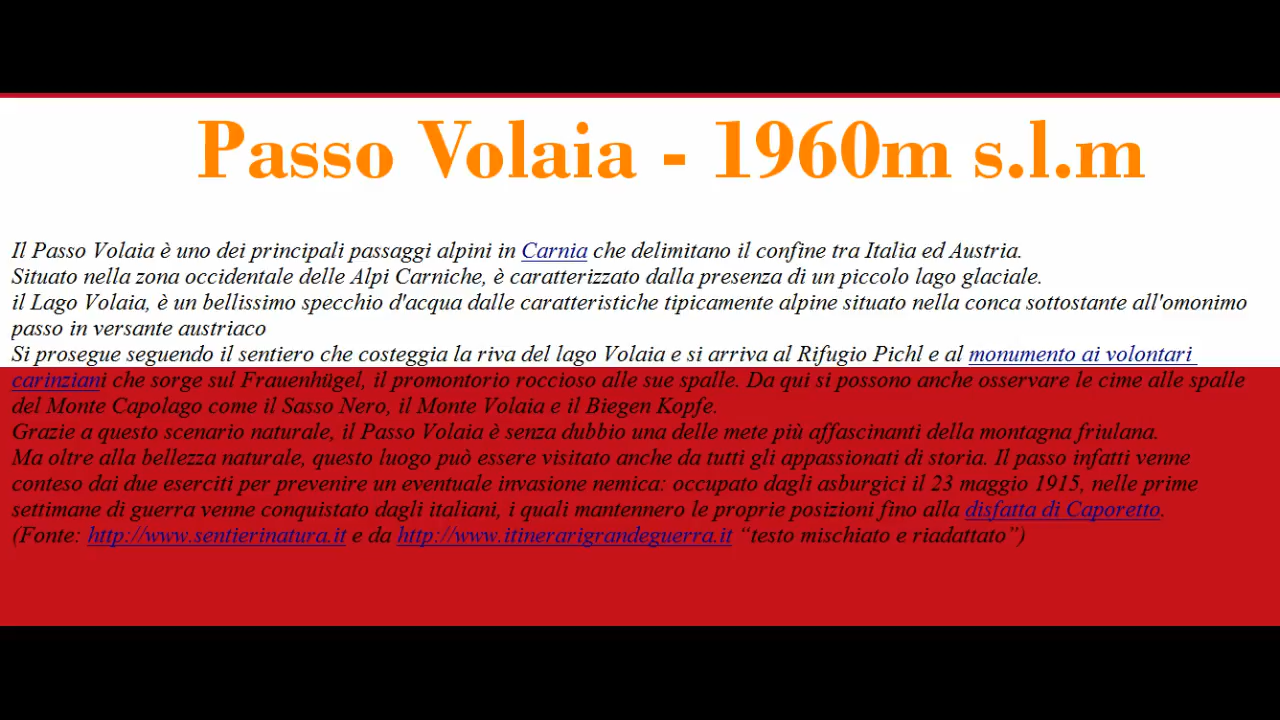 Passo Volaia - 1960m s.l.m
Il Passo Volaia è uno dei principali passaggi alpini in Carnia che delimitano il confine tra Italia ed Austria.
Situato nella zona occidentale delle Alpi Carniche, è caratterizzato dalla presenza di un piccolo lago glaciale.
il Lago Volaia, è un bellissimo specchio d'acqua dalle caratteristiche tipicamente alpine situato nella conca sottostante all'omonimo
passo in versante austriaco
Si prosegue seguendo il sentiero che costeggia la riva del lago Volaia e si arriva al Rifugio Pichl e al monumento ai volontari
carinziani che sorge sul Frauenhügel, il promontorio roccioso alle sue spalle. Da qui si possono anche osservare le cime alle spalle
del Monte Capolago come il Sasso Nero, il Monte Volaia e il Biegen Kopfe.
Grazie a questo scenario naturale, il Passo Volaia è senza dubbio una delle mete più affascinanti della montagna friulana.
Ma oltre alla bellezza naturale, questo luogo può essere visitato anche da tutti gli appassionati di storia. Il passo infatti venne
conteso dai due eserciti per prevenire un eventuale invasione nemica: occupato dagli asburgici il 23 maggio 1915, nelle prime
settimane di guerra venne conquistato dagli italiani, i quali mantennero le proprie posizioni fino alla disfatta di Caporetto.
(Fonte: http://www.sentierinatura.it e da http://www.itinerarigrandeguerra.it “testo mischiato e riadattato”)